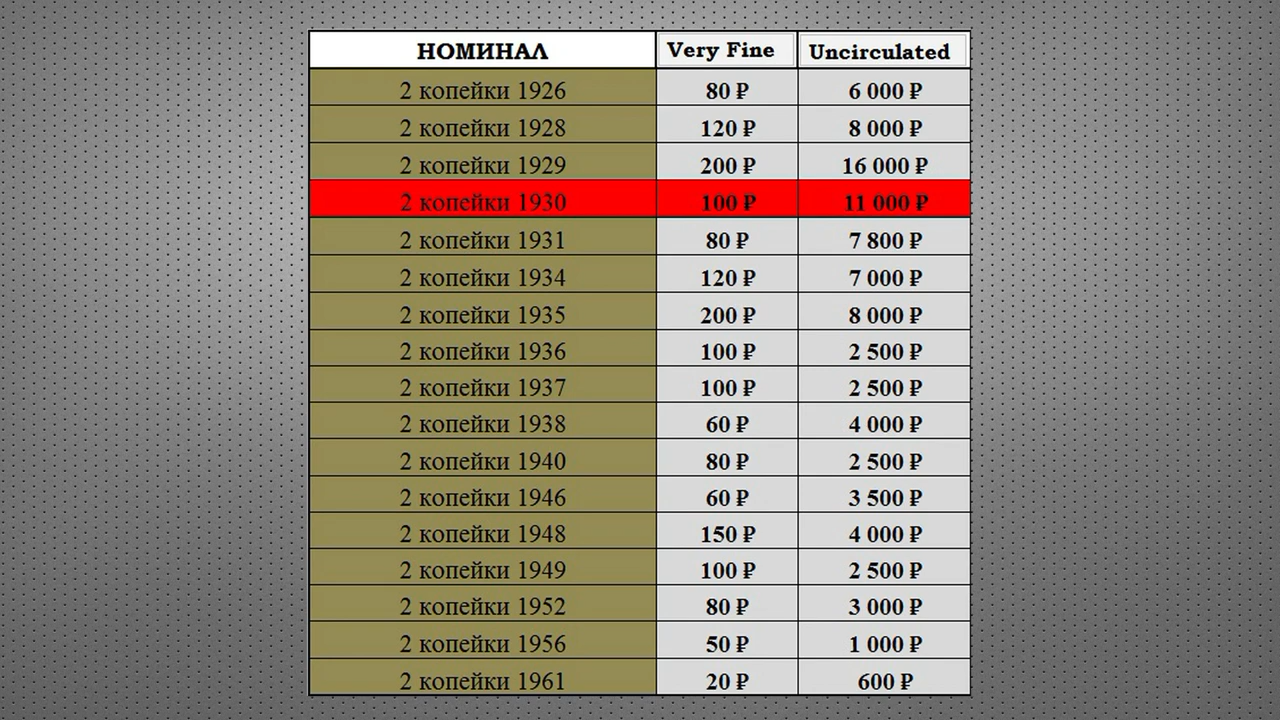 НОМИНАЛ Very Fine Uncirculated
2 копейки 1926 80 ₽ 6 000 ₽
2 копейки 1928 120 ₽ 8 000 ₽
2 копейки 1929 200 ₽ 16 000 ₽
2 копейки 1930 100 ₽ 11 000 ₽
2 копейки 1931 80 ₽ 7 800 ₽
2 копейки 1934 120 ₽ 7 000 ₽
2 копейки 1935 200 ₽ 8 000 ₽
2 копейки 1936 100 ₽ 2 500 ₽
2 копейки 1937 100 ₽ 2 500 ₽
2 копейки 1938 60 ₽ 4 000 ₽
2 копейки 1940 80 ₽ 2 500 ₽
2 копейки 1946 60 ₽ 3 500 ₽
2 копейки 1948 150 ₽ 4 000 ₽
2 копейки 1949 100 ₽ 2 500 ₽
2 копейки 1952 80 ₽ 3 000 ₽
2 копейки 1956 50 ₽ 1 000 ₽
2 копейки 1961 20 ₽ 600 ₽